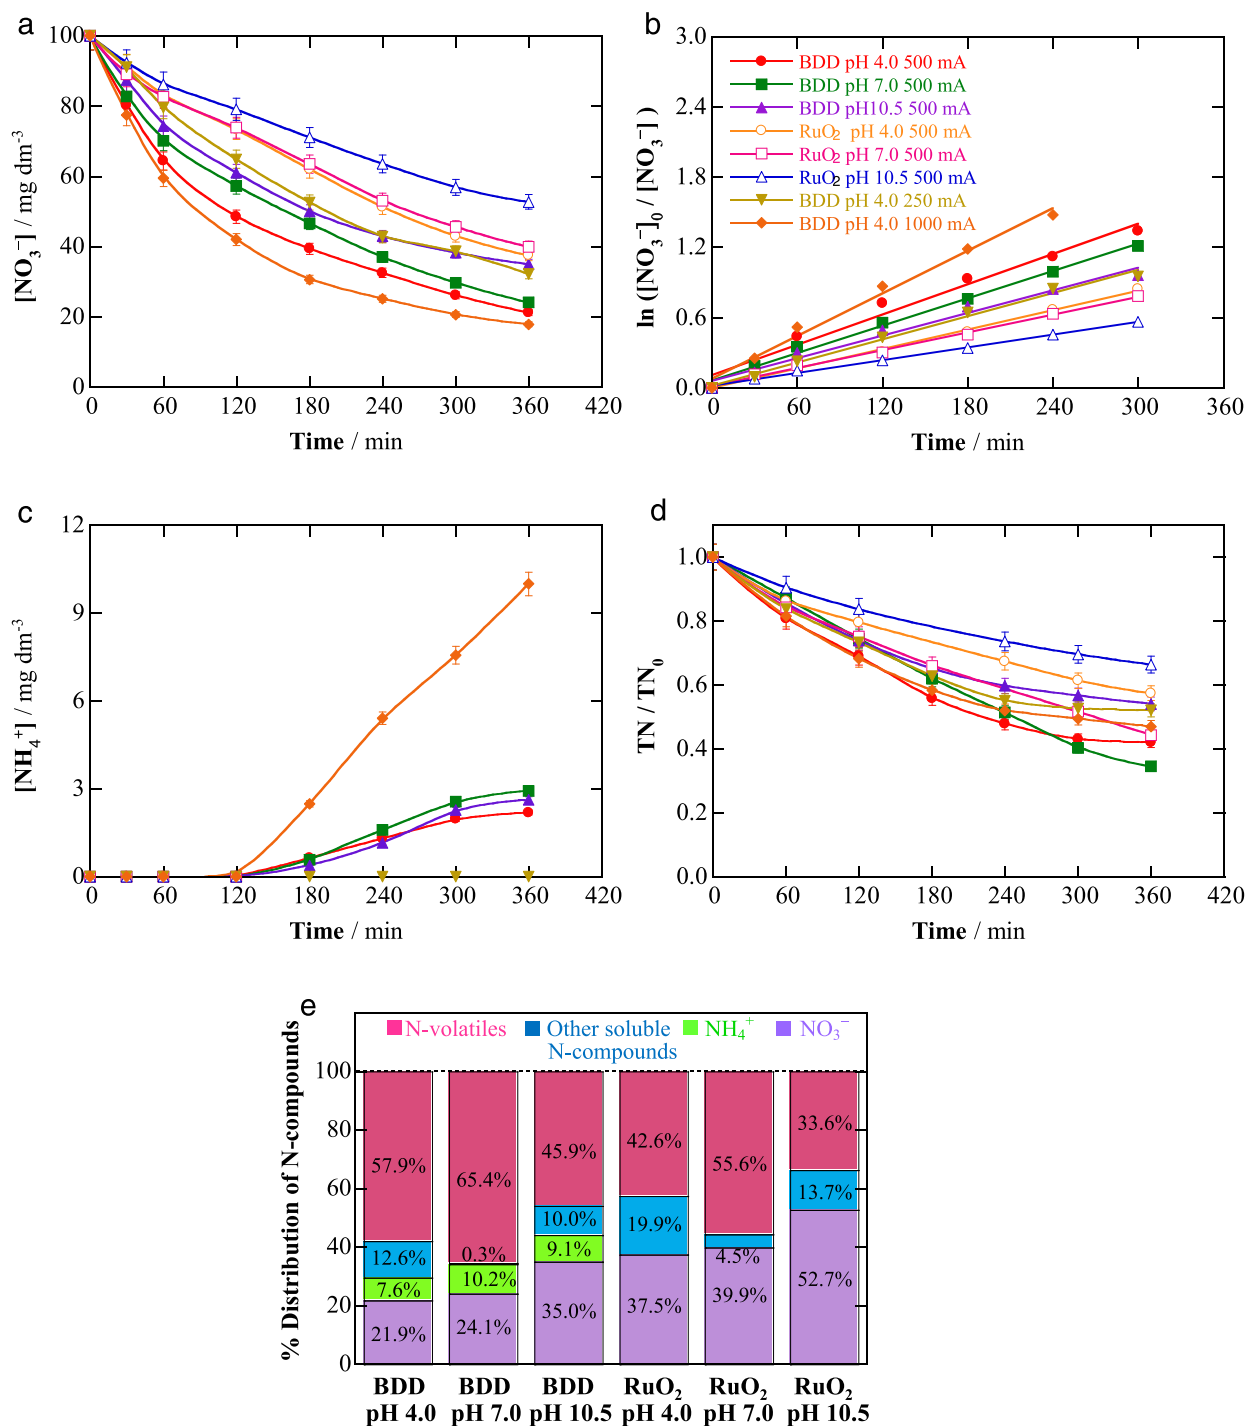 a
100
80
60
40
20
0
[NO₃⁻] / mg dm⁻³
0 60 120 180 240 300 360 420
Time / min
b
3.0
2.4
1.8
1.2
0.6
0.0
ln ([NO₃⁻]₀ / [NO₃⁻])
BDD pH 4.0 500 mA
BDD pH 7.0 500 mA
BDD pH10.5 500 mA
RuO₂ pH 4.0 500 mA
RuO₂ pH 7.0 500 mA
RuO₂ pH 10.5 500 mA
BDD pH 4.0 250 mA
BDD pH 4.0 1000 mA
0 60 120 180 240 300 360
Time / min
c
12
9
6
3
0
[NH₄⁺] / mg dm⁻³
0 60 120 180 240 300 360 420
Time / min
d
1.0
0.8
0.6
0.4
0.2
0.0
TN / TN₀
0 60 120 180 240 300 360 420
Time / min
e
N-volatiles Other soluble NH₄⁺ NO₃⁻
N-compounds
100
80
60
40
20
0
% Distribution of N-compounds
57.9%
12.6%
7.6%
21.9%
65.4%
0.3%
10.2%
24.1%
45.9%
10.0%
9.1%
35.0%
42.6%
19.9%
37.5%
55.6%
4.5%
39.9%
33.6%
13.7%
52.7%
BDD BDD BDD RuO₂ RuO₂ RuO₂
pH 4.0 pH 7.0 pH 10.5 pH 4.0 pH 7.0 pH 10.5